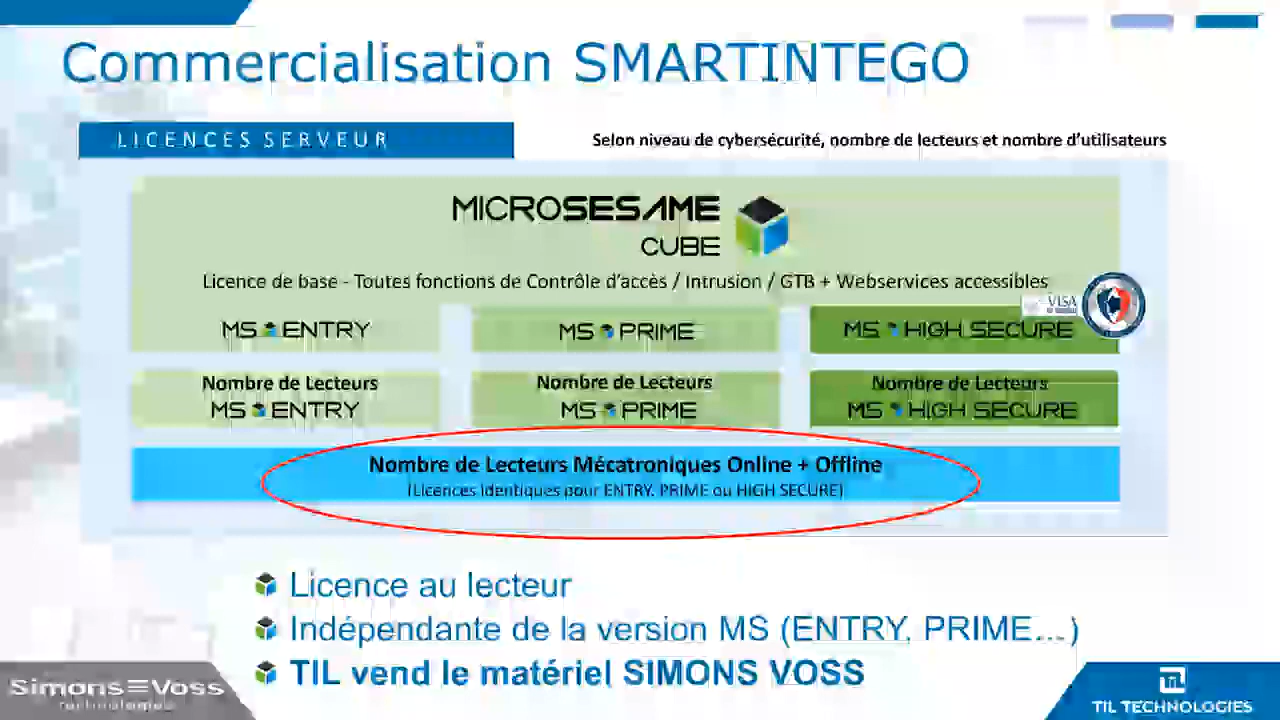 Commercialisation SMARTINTEGO
LICENCES SERVEUR
Selon niveau de cybersécurité, nombre de lecteurs et nombre d'utilisateurs
MICROSESAME
CUBE
Licence de base - Toutes fonctions de Contrôle d'accès / Intrusion / GTB + Webservices accessibles
VISA
MS ENTRY
MS PRIME
MS HIGH SECURE
Nombre de Lecteurs
MS ENTRY
Nombre de Lecteurs
MS PRIME
Nombre de Lecteurs
MS HIGH SECURE
Nombre de Lecteurs Mécatroniques Online + Offline
(Licences identiques pour ENTRY, PRIME ou HIGH SECURE)
Licence au lecteur
Indépendante de la version MS (ENTRY, PRIME...)
TIL vend le matériel SIMONS VOSS
Simons Voss
technologies
TIL TECHNOLOGIES